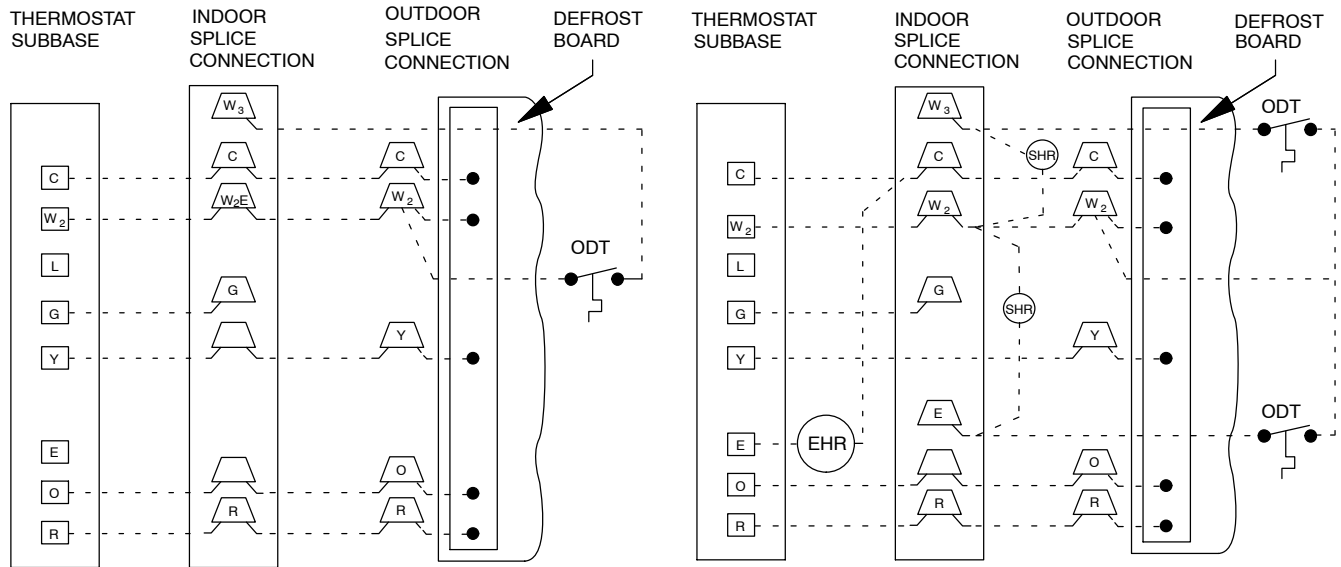 THERMOSTAT
SUBBASE
INDOOR
SPLICE
CONNECTION
OUTDOOR
SPLICE
CONNECTION
DEFROST
BOARD
W3
C
C
C
W2
W2E
W2
ODT
L
G
G
Y
Y
E
O
O
R
R
R
THERMOSTAT
SUBBASE
INDOOR
SPLICE
CONNECTION
OUTDOOR
SPLICE
CONNECTION
DEFROST
BOARD
W3
ODT
SHR
C
C
C
W2
W2
W2
L
G
G
SHR
Y
Y
E
ODT
E
EHR
O
O
R
R
R